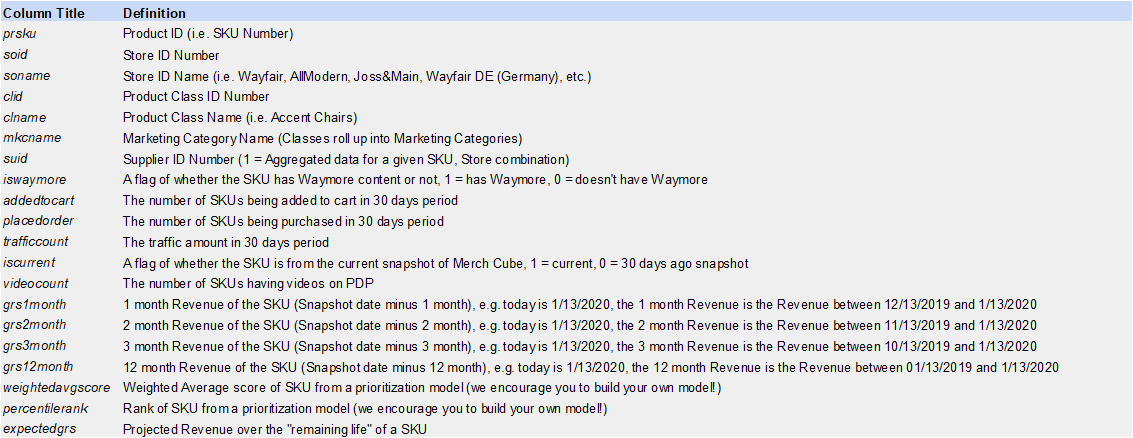 Column Title Definition
prsku Product ID (i.e. SKU Number)
soid Store ID Number
soname Store ID Name (i.e. Wayfair, AllModern, Joss&Main, Wayfair DE (Germany), etc.)
clid Product Class ID Number
clname Product Class Name (i.e. Accent Chairs)
mkcname Marketing Category Name (Classes roll up into Marketing Categories)
suid Supplier ID Number (1 = Aggregated data for a given SKU, Store combination)
iswaymore A flag of whether the SKU has Waymore content or not, 1 = has Waymore, 0 = doesn't have Waymore
addedtocart The number of SKUs being added to cart in 30 days period
placedorder The number of SKUs being purchased in 30 days period
trafficcount The traffic amount in 30 days period
iscurrent A flag of whether the SKU is from the current snapshot of Merch Cube, 1 = current, 0 = 30 days ago snapshot
videocount The number of SKUs having videos on PDP
grs1month 1 month Revenue of the SKU (Snapshot date minus 1 month), e.g. today is 1/13/2020, the 1 month Revenue is the Revenue between 12/13/2019 and 1/13/2020
grs2month 2 month Revenue of the SKU (Snapshot date minus 2 month), e.g. today is 1/13/2020, the 2 month Revenue is the Revenue between 11/13/2019 and 1/13/2020
grs3month 3 month Revenue of the SKU (Snapshot date minus 3 month), e.g. today is 1/13/2020, the 3 month Revenue is the Revenue between 10/13/2019 and 1/13/2020
grs12month 12 month Revenue of the SKU (Snapshot date minus 12 month), e.g. today is 1/13/2020, the 12 month Revenue is the Revenue between 01/13/2019 and 1/13/2020
weightedavgscore Weighted Average score of SKU from a prioritization model (we encourage you to build your own model!)
percentilerank Rank of SKU from a prioritization model (we encourage you to build your own model!)
expectedgrs Projected Revenue over the "remaining life" of a SKU